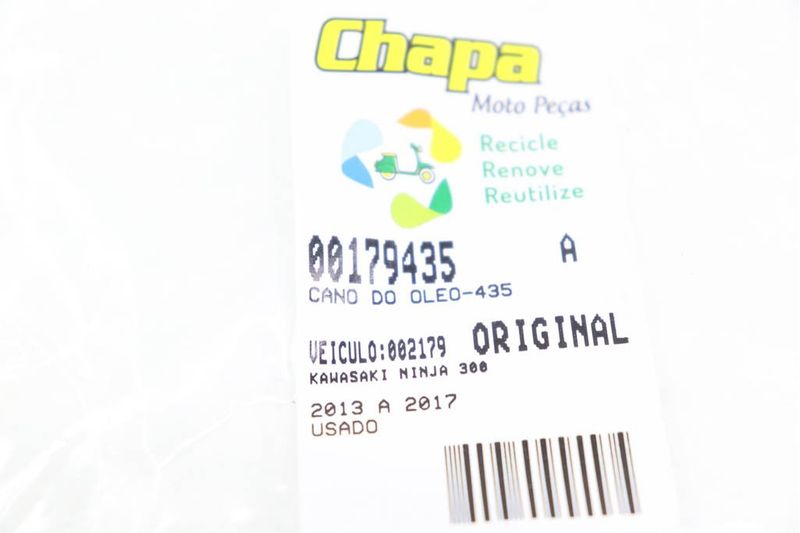 Chapa
Moto Peças
Recicle
Renove
Reutilize
00179435 A
CANO DO OLEO-435
VEICULO:002179 ORIGINAL
KAWASAKI NINJA 300
2013 A 2017
USADO